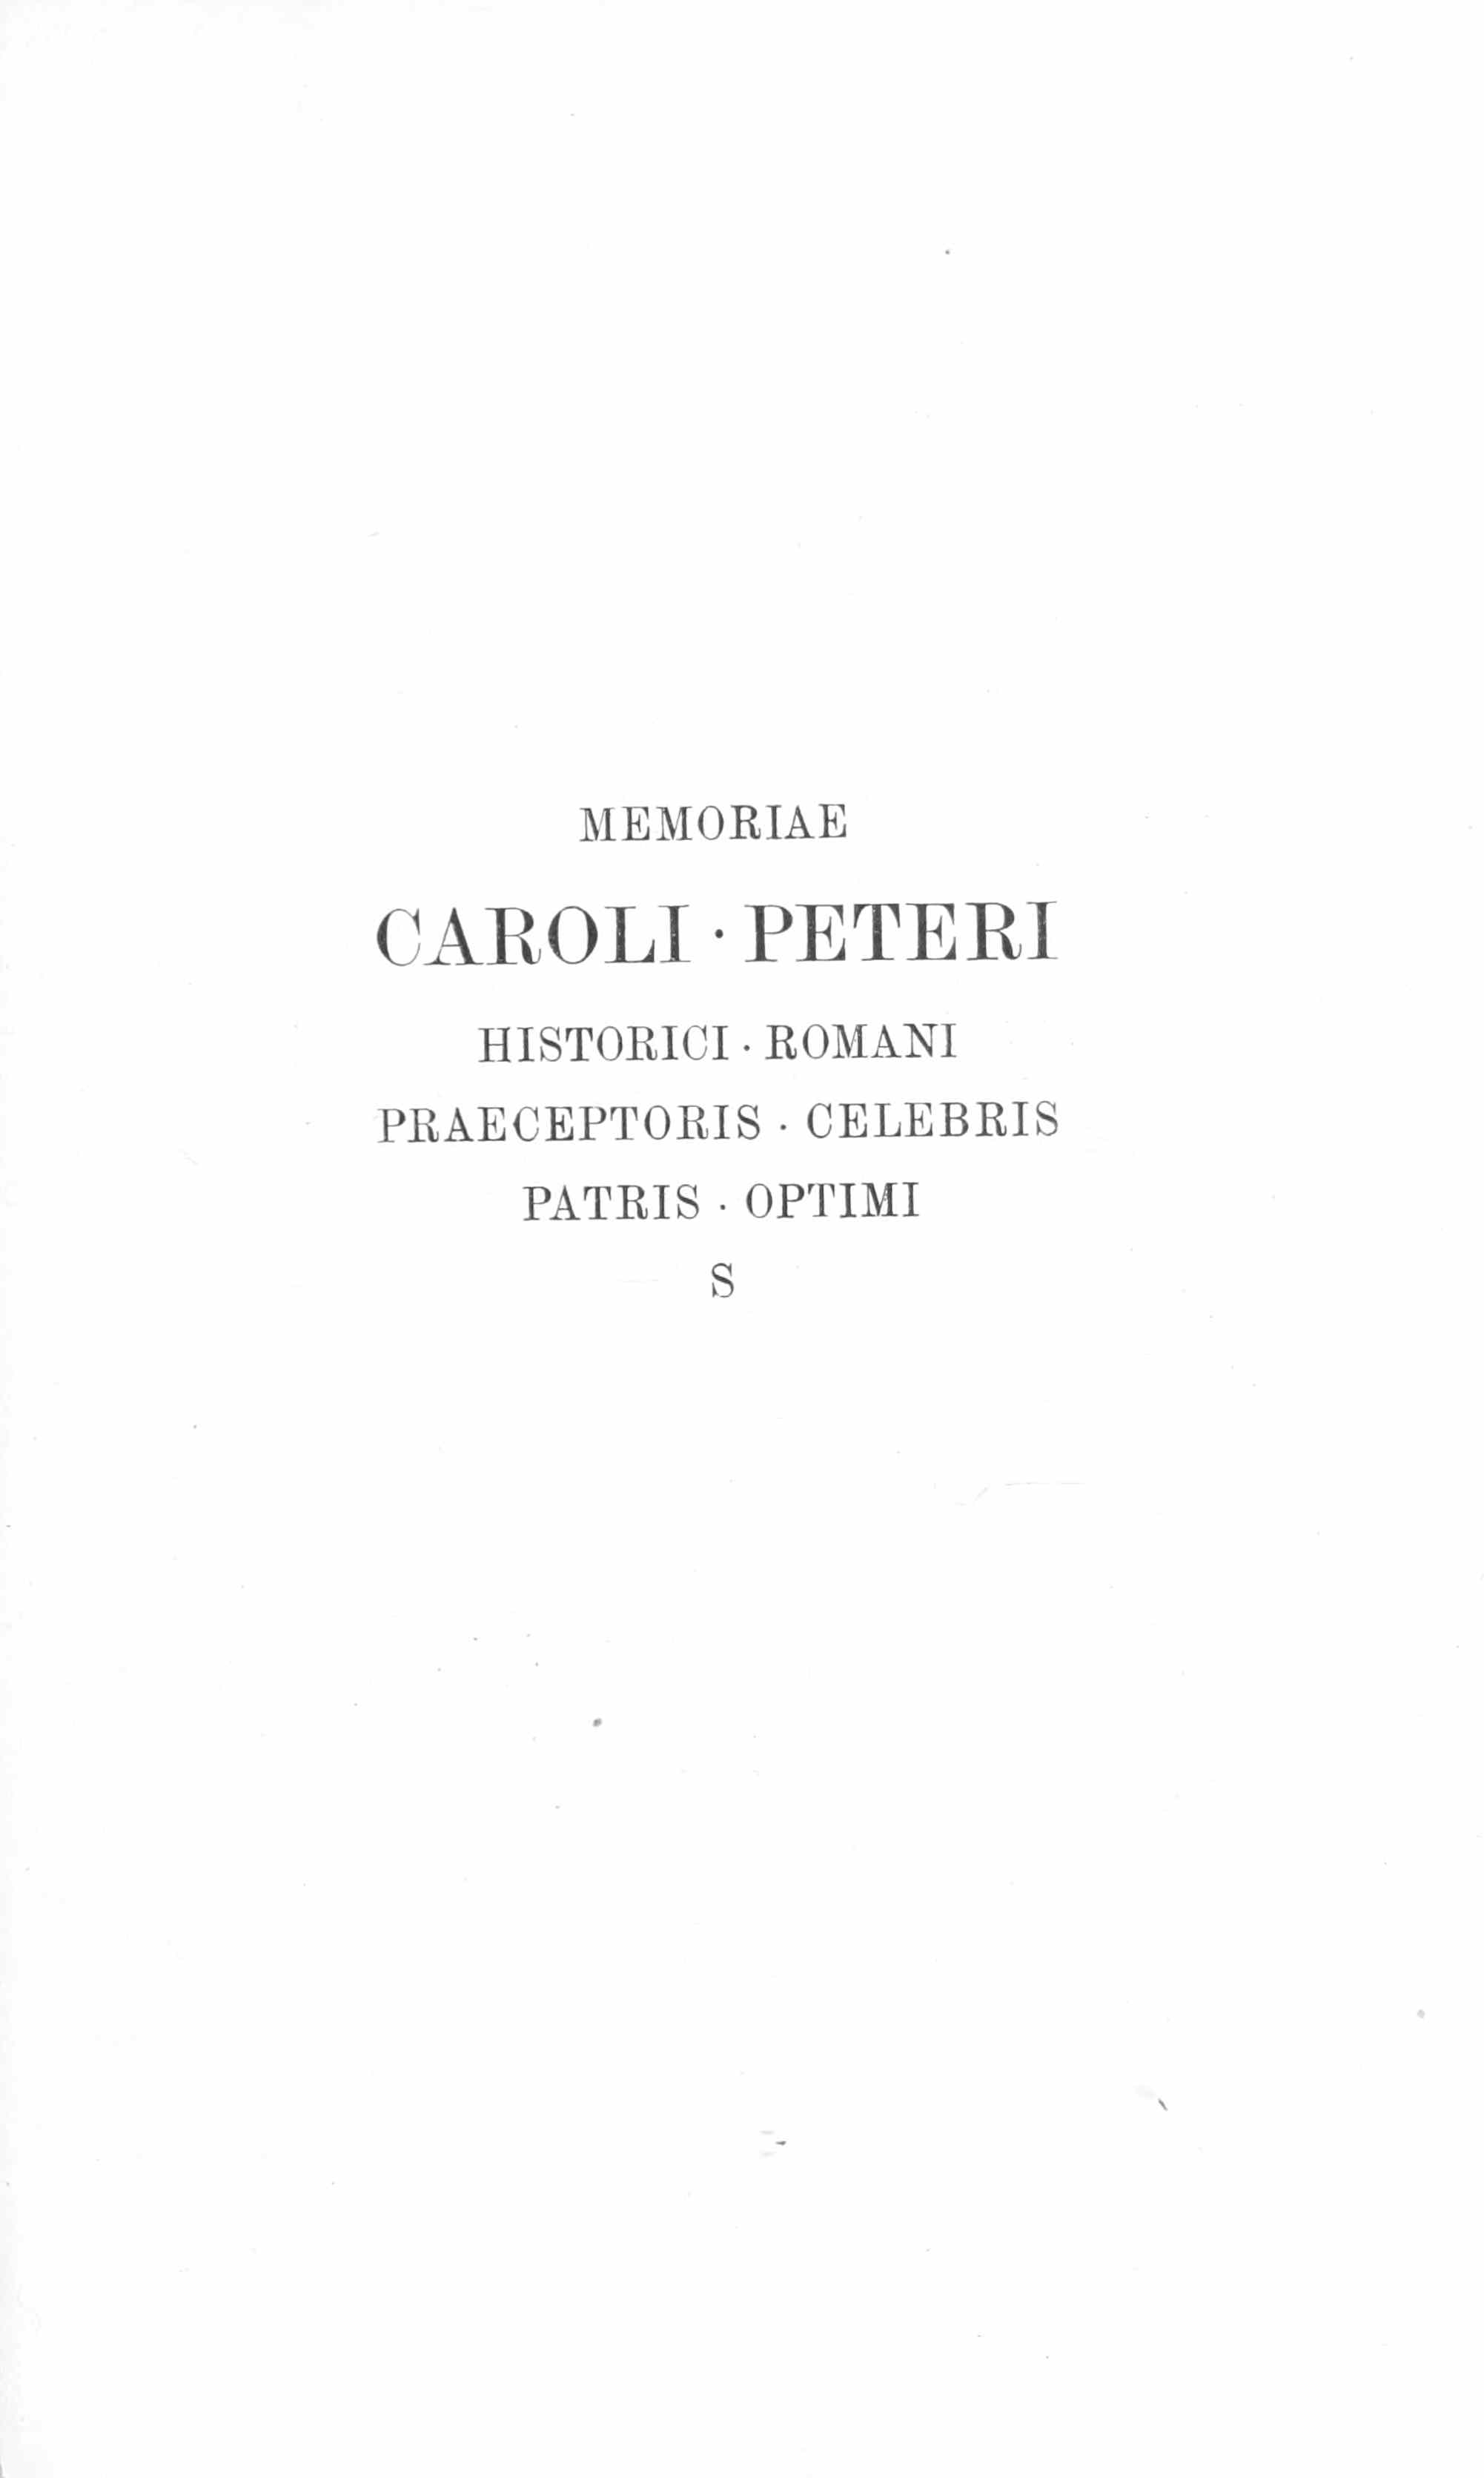 MEMORIAE
CAROLI · PETERI
HISTORICI · ROMANI
PRAECEPTORIS · CELEBRIS
PATRIS · OPTIMI
S